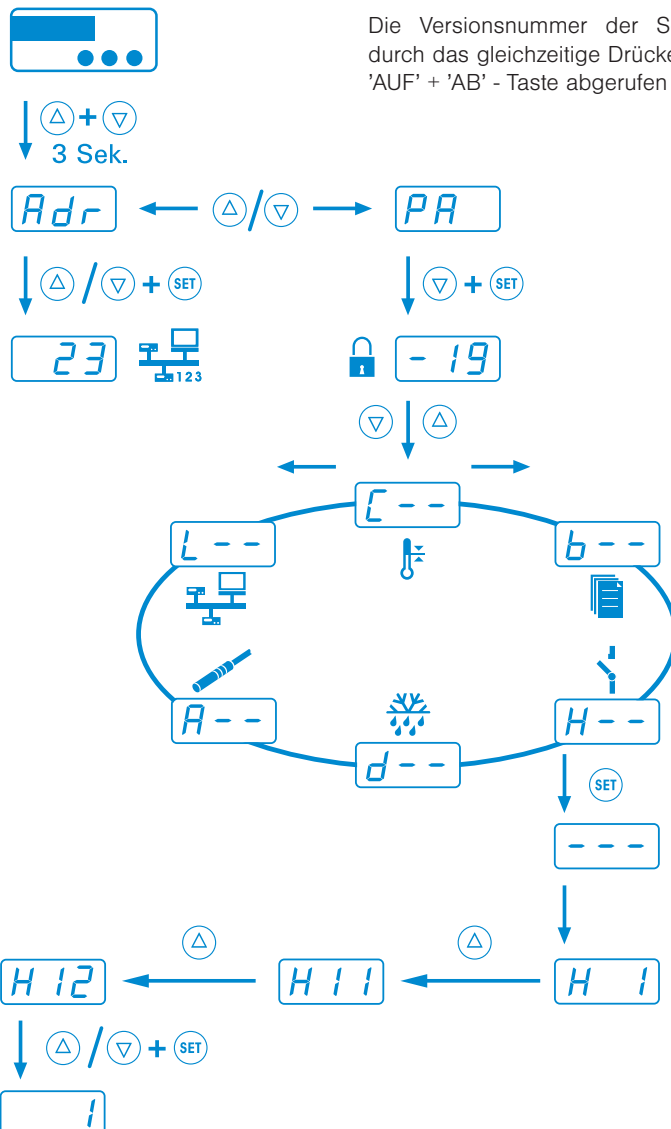 Die Versionsnummer der
durch das gleichzeitige
'AUF' + 'AB' - Taste abgerufen
+
3 Sek.
Adr
/
PA
/ + SET
+ SET
23
123
- 19
C - -
L - -
b - -
A - -
H - -
d - -
SET
- - -
H 12
H 11
H 1
/ + SET
1